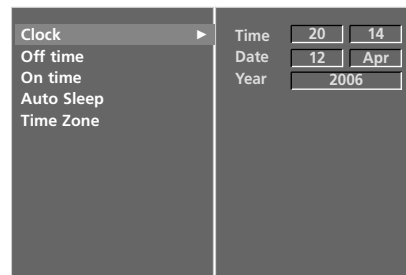 Clock ►
Off time
On time
Auto Sleep
Time Zone
Time 20 14
Date 12 Apr
Year 2006